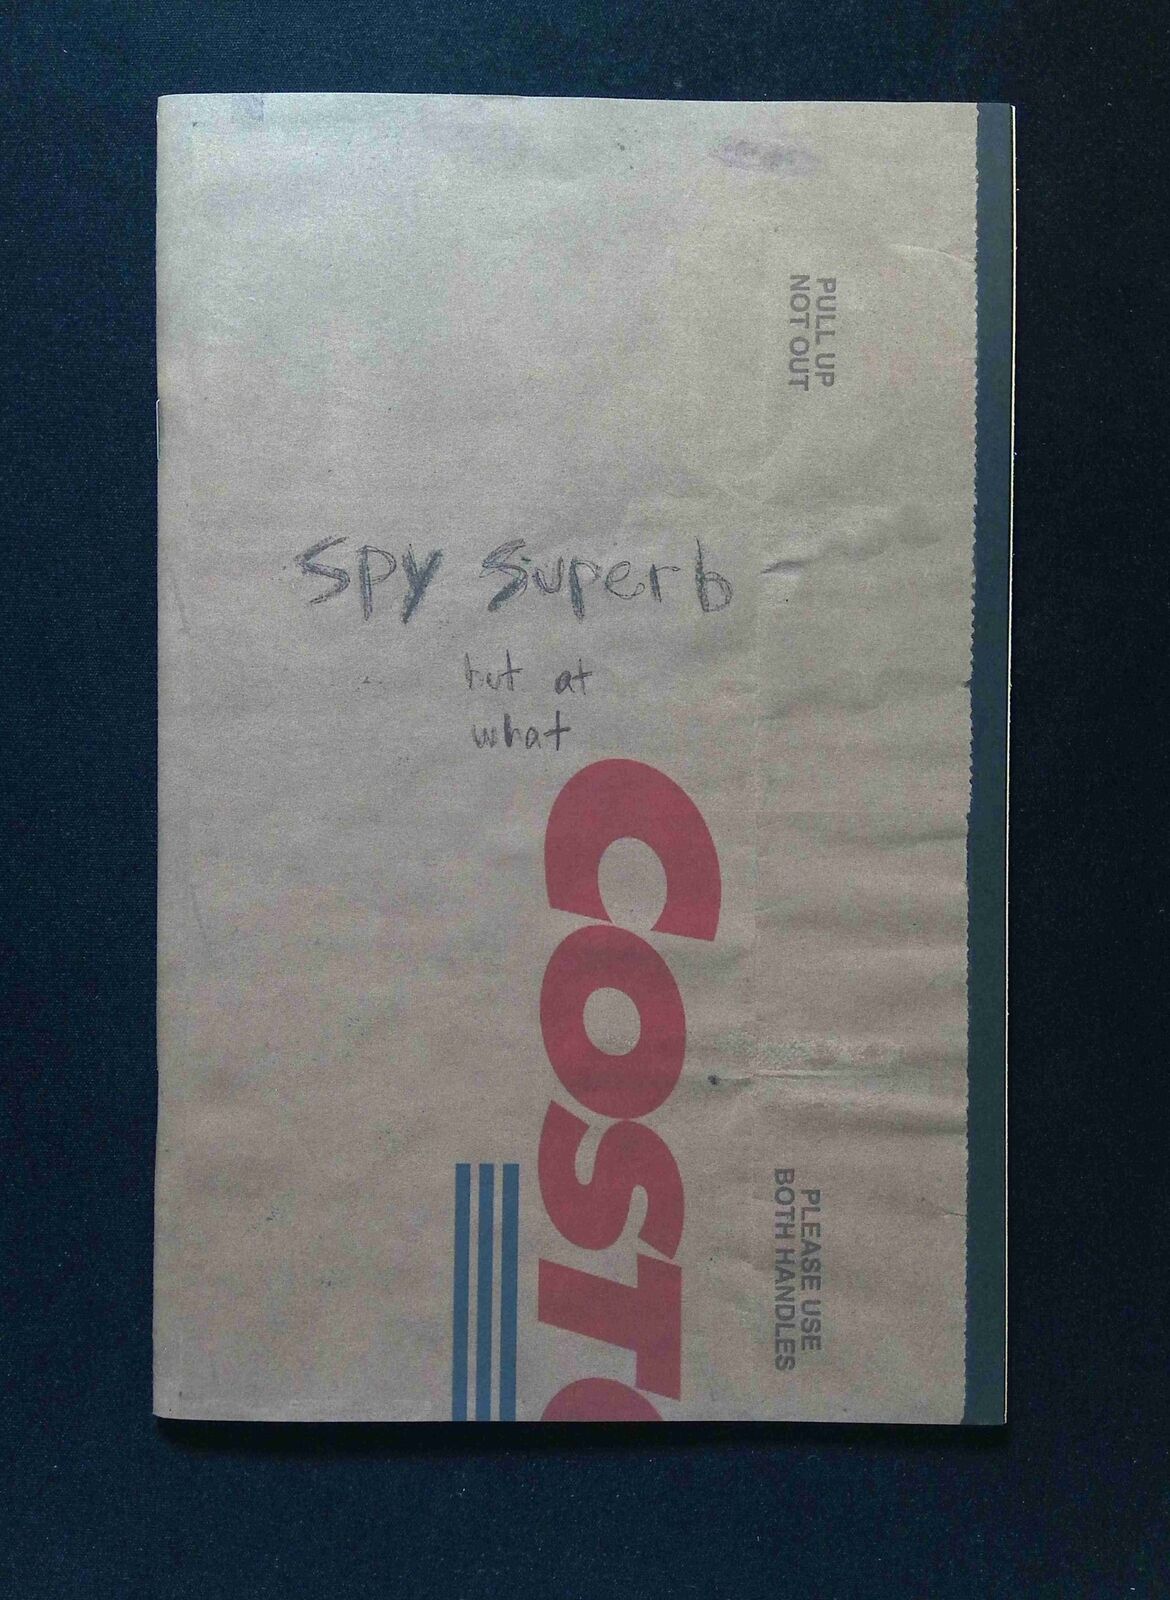 Spy Superb
but at
what
COSTC
PULL UP
NOT OUT
PLEASE USE
BOTH HANDLES